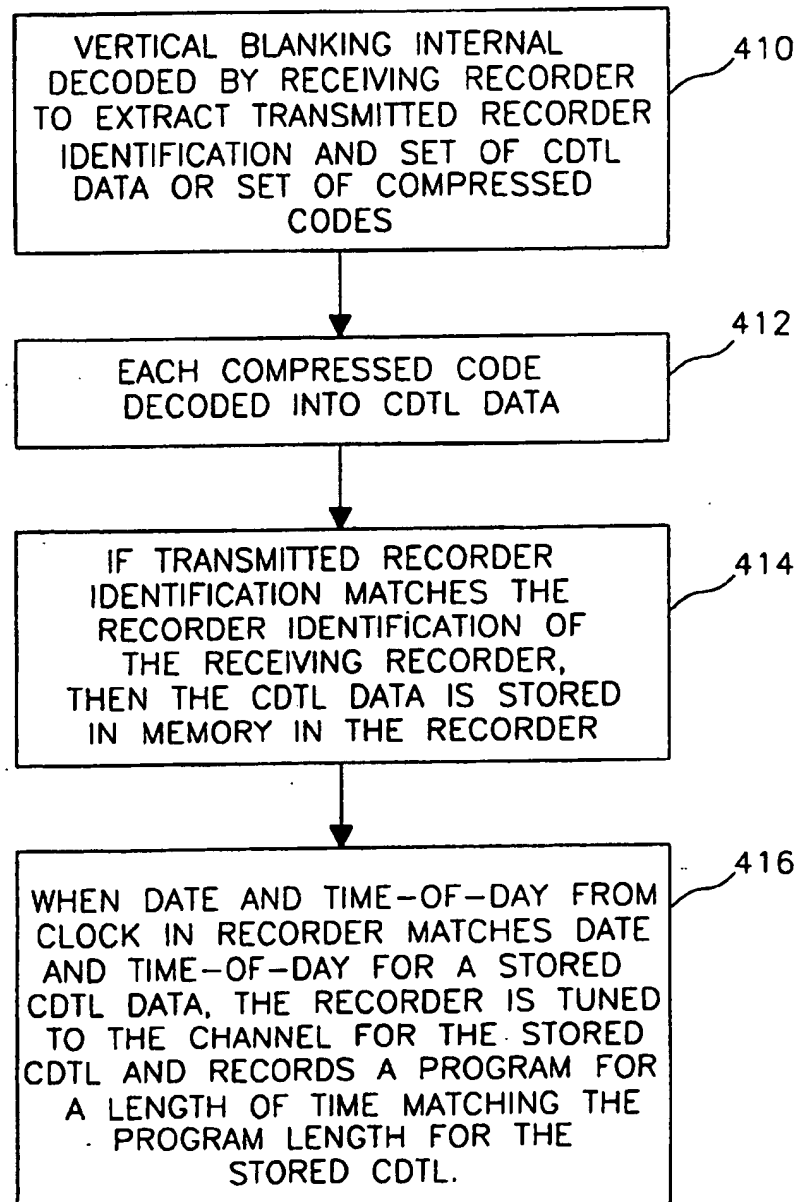 VERTICAL BLANKING INTERNAL
DECODED BY RECEIVING RECORDER
TO EXTRACT TRANSMITTED RECORDER
IDENTIFICATION AND SET OF CDTL
DATA OR SET OF COMPRESSED
CODES
410
EACH COMPRESSED CODE
DECODED INTO CDTL DATA
412
IF TRANSMITTED RECORDER
IDENTIFICATION MATCHES THE
RECORDER IDENTIFICATION OF
THE RECEIVING RECORDER,
THEN THE CDTL DATA IS STORED
IN MEMORY IN THE RECORDER
414
WHEN DATE AND TIME-OF-DAY FROM
CLOCK IN RECORDER MATCHES DATE
AND TIME-OF-DAY FOR A STORED
CDTL DATA, THE RECORDER IS TUNED
TO THE CHANNEL FOR THE STORED
CDTL AND RECORDS A PROGRAM FOR
A LENGTH OF TIME MATCHING THE
PROGRAM LENGTH FOR THE
STORED CDTL.
416